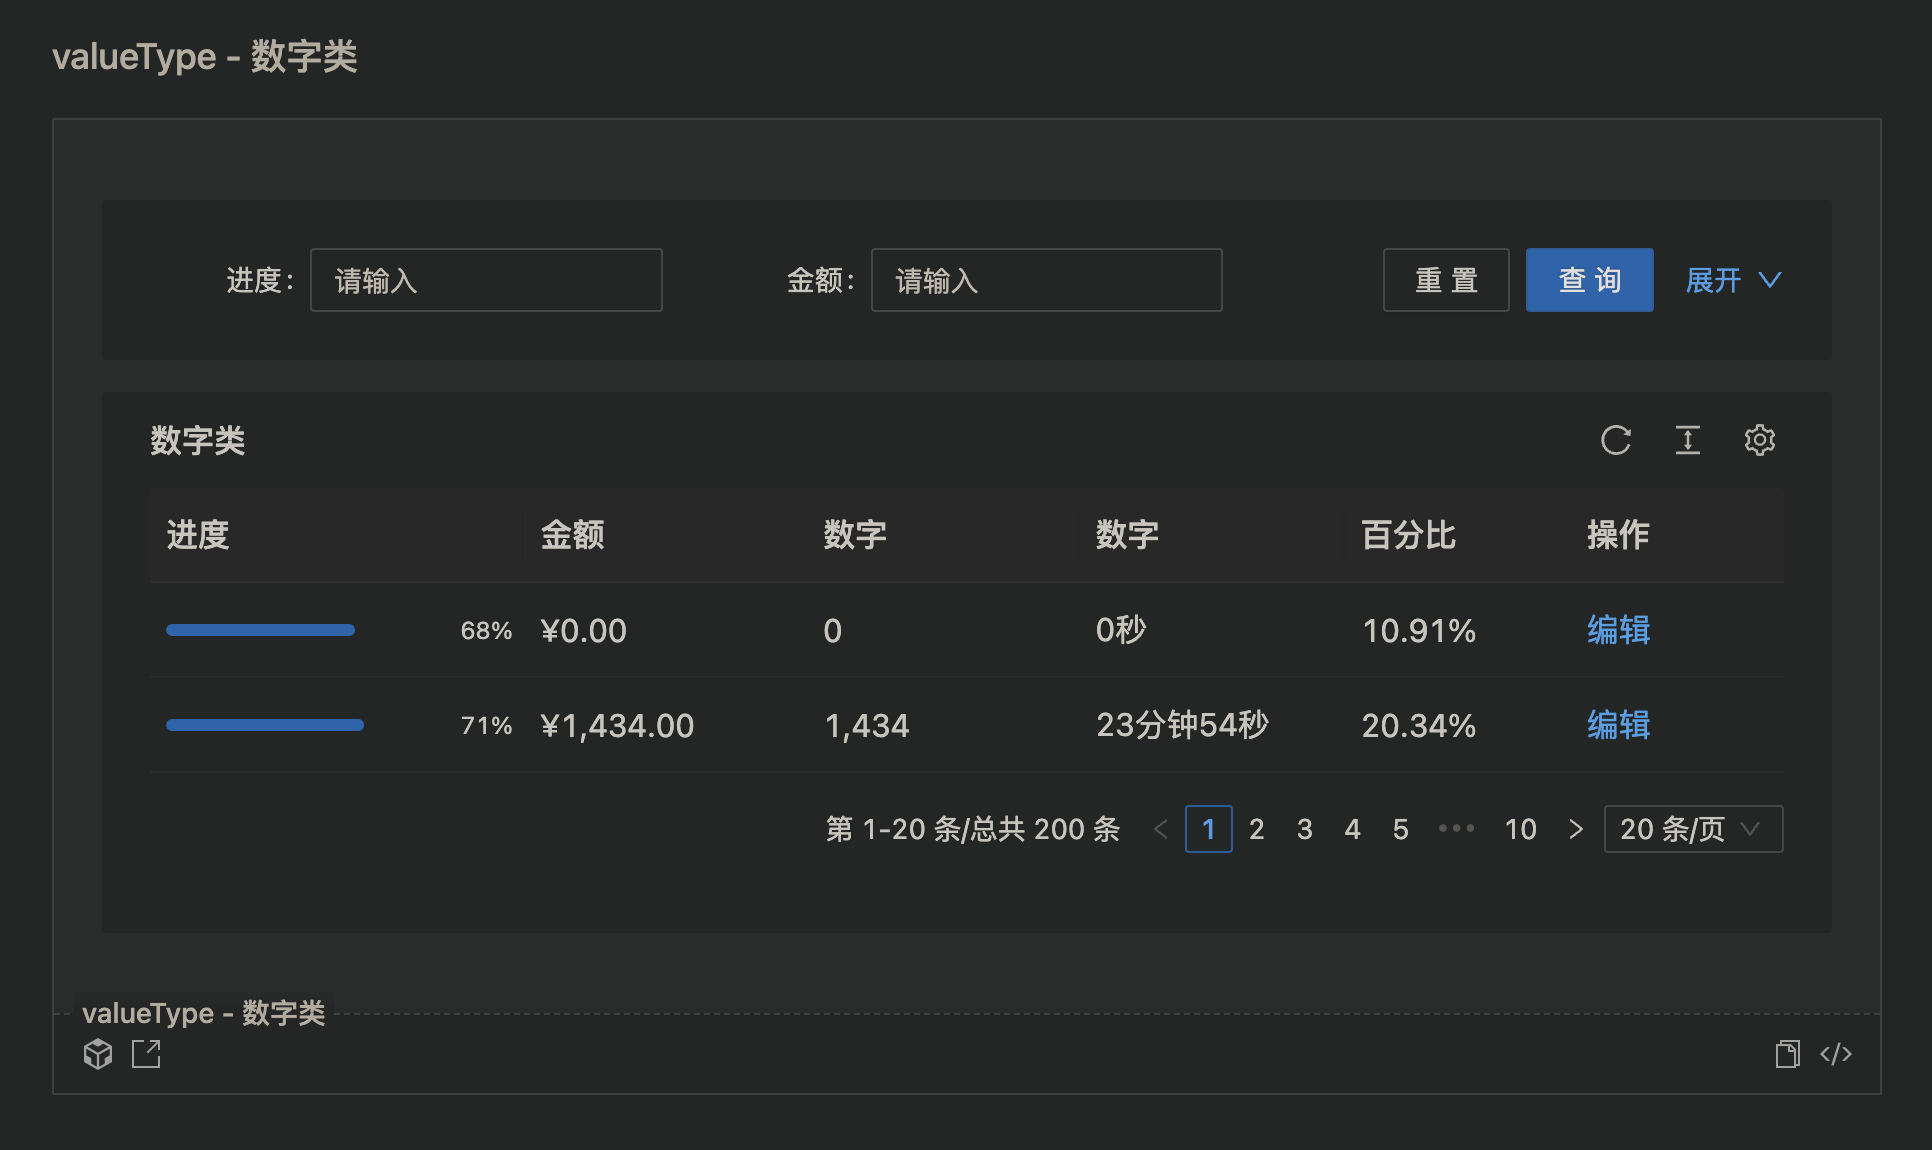 valueType - 数字类
进度: 请输入 金额: 请输入 重 置 查 询 展开
数字类
进度 金额 数字 数字 百分比 操作
68% ¥0.00 0 0秒 10.91% 编辑
71% ¥1,434.00 1,434 23分钟54秒 20.34% 编辑
第 1-20 条/总共 200 条 < 1 2 3 4 5 ••• 10 > 20 条/页
valueType - 数字类